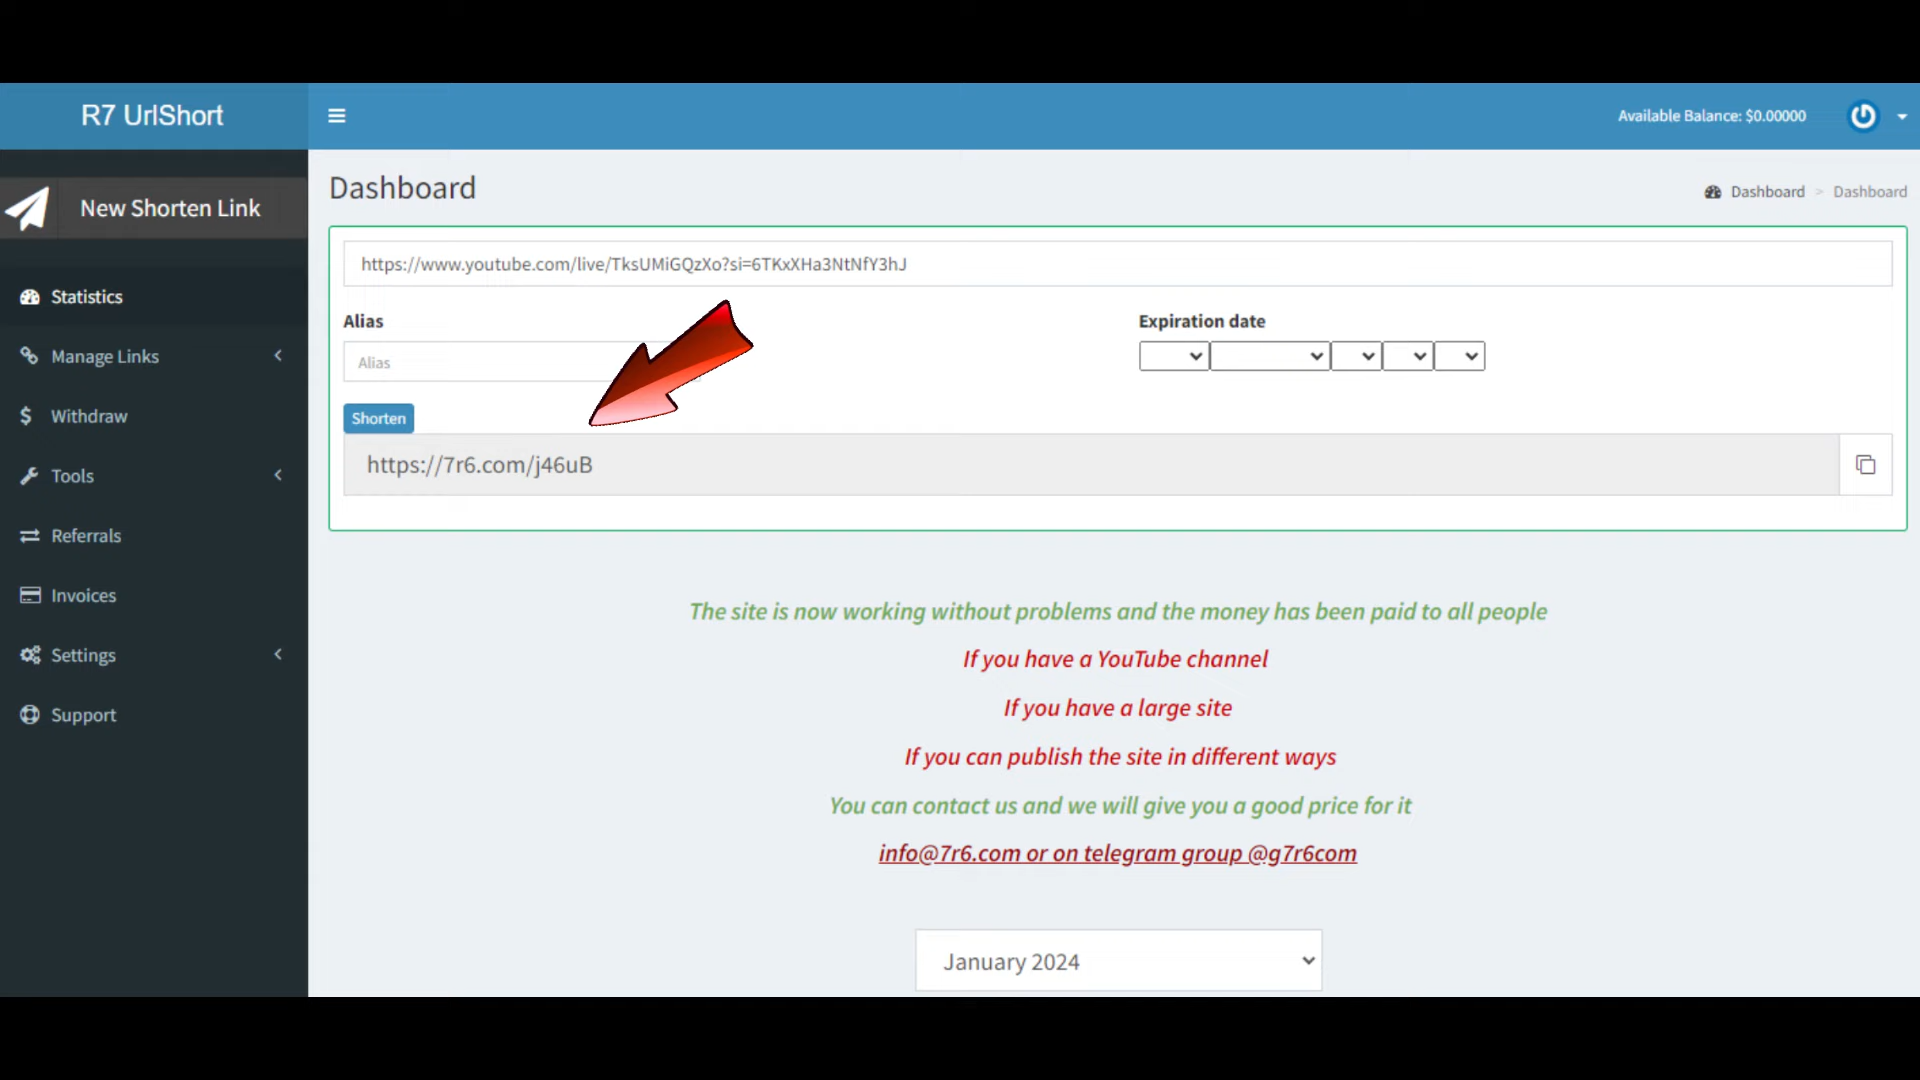 R7 UrlShort
Available Balance: $0.00000
New Shorten Link
Dashboard
Dashboard > Dashboard
https://www.youtube.com/live/TksUMiGQzXo?si=6TKxXHa3NtNfY3hJ
Statistics
Alias
Expiration date
Manage Links
Alias
Withdraw
Shorten
https://7r6.com/j46uB
Tools
Referrals
Invoices
Settings
Support
The site is now working without problems and the money has been paid to all people
If you have a YouTube channel
If you have a large site
If you can publish the site in different ways
You can contact us and we will give you a good price for it
info@7r6.com or on telegram group @g7r6com
January 2024